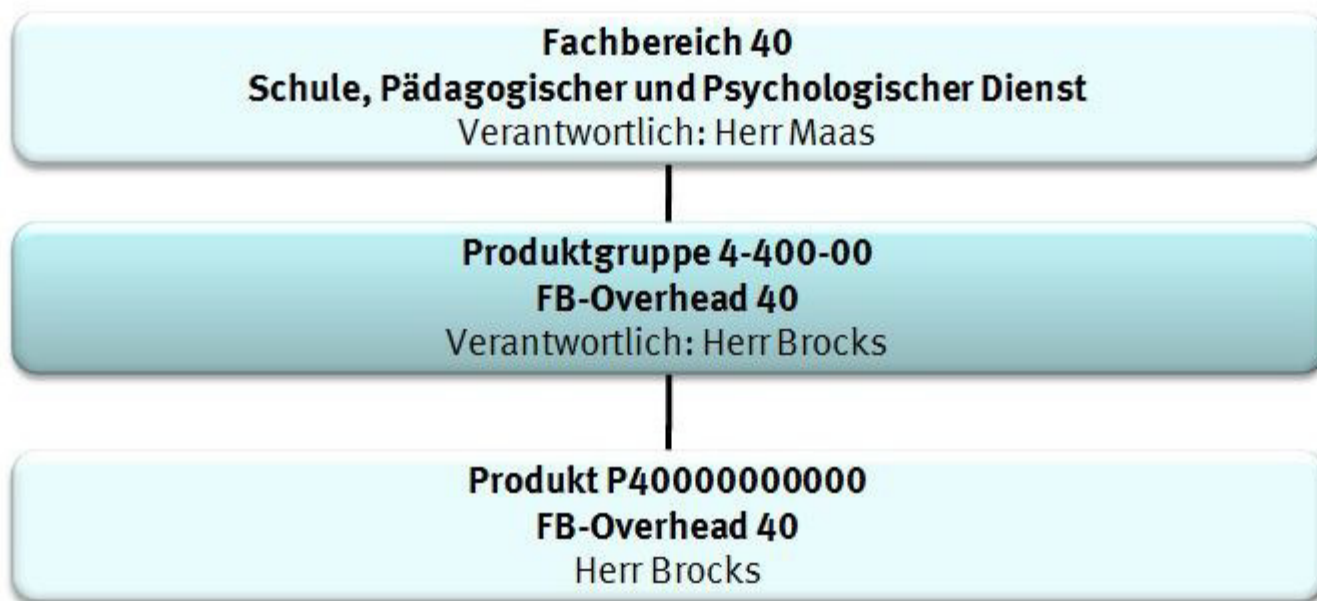 Fachbereich 40
Schule, Pädagogischer und Psychologischer Dienst
Verantwortlich: Herr Maas
Produktgruppe 4-400-00
FB-Overhead 40
Verantwortlich: Herr Brocks
Produkt P40000000000
FB-Overhead 40
Herr Brocks